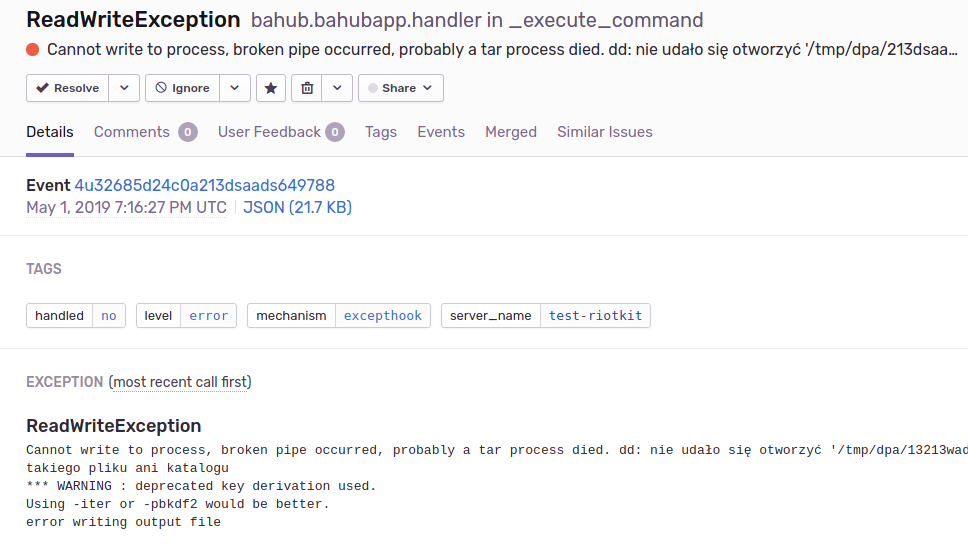 ReadWriteException bahub.bahubapp.handler in _execute_command
Cannot write to process, broken pipe occurred, probably a tar process died. dd: nie udało się otworzyć '/tmp/dpa/213dsaa…
Resolve Ignore Share
Details Comments 0 User Feedback 0 Tags Events Merged Similar Issues
Event 4u32685d24c0a213dsaads649788
May 1, 2019 7:16:27 PM UTC JSON (21.7 KB)
TAGS
handled no level error mechanism excepthook server_name test-riotkit
EXCEPTION (most recent call first)
ReadWriteException
Cannot write to process, broken pipe occurred, probably a tar process died. dd: nie udało się otworzyć '/tmp/dpa/13213wad
takiego pliku ani katalogu
*** WARNING : deprecated key derivation used.
Using -iter or -pbkdf2 would be better.
error writing output file